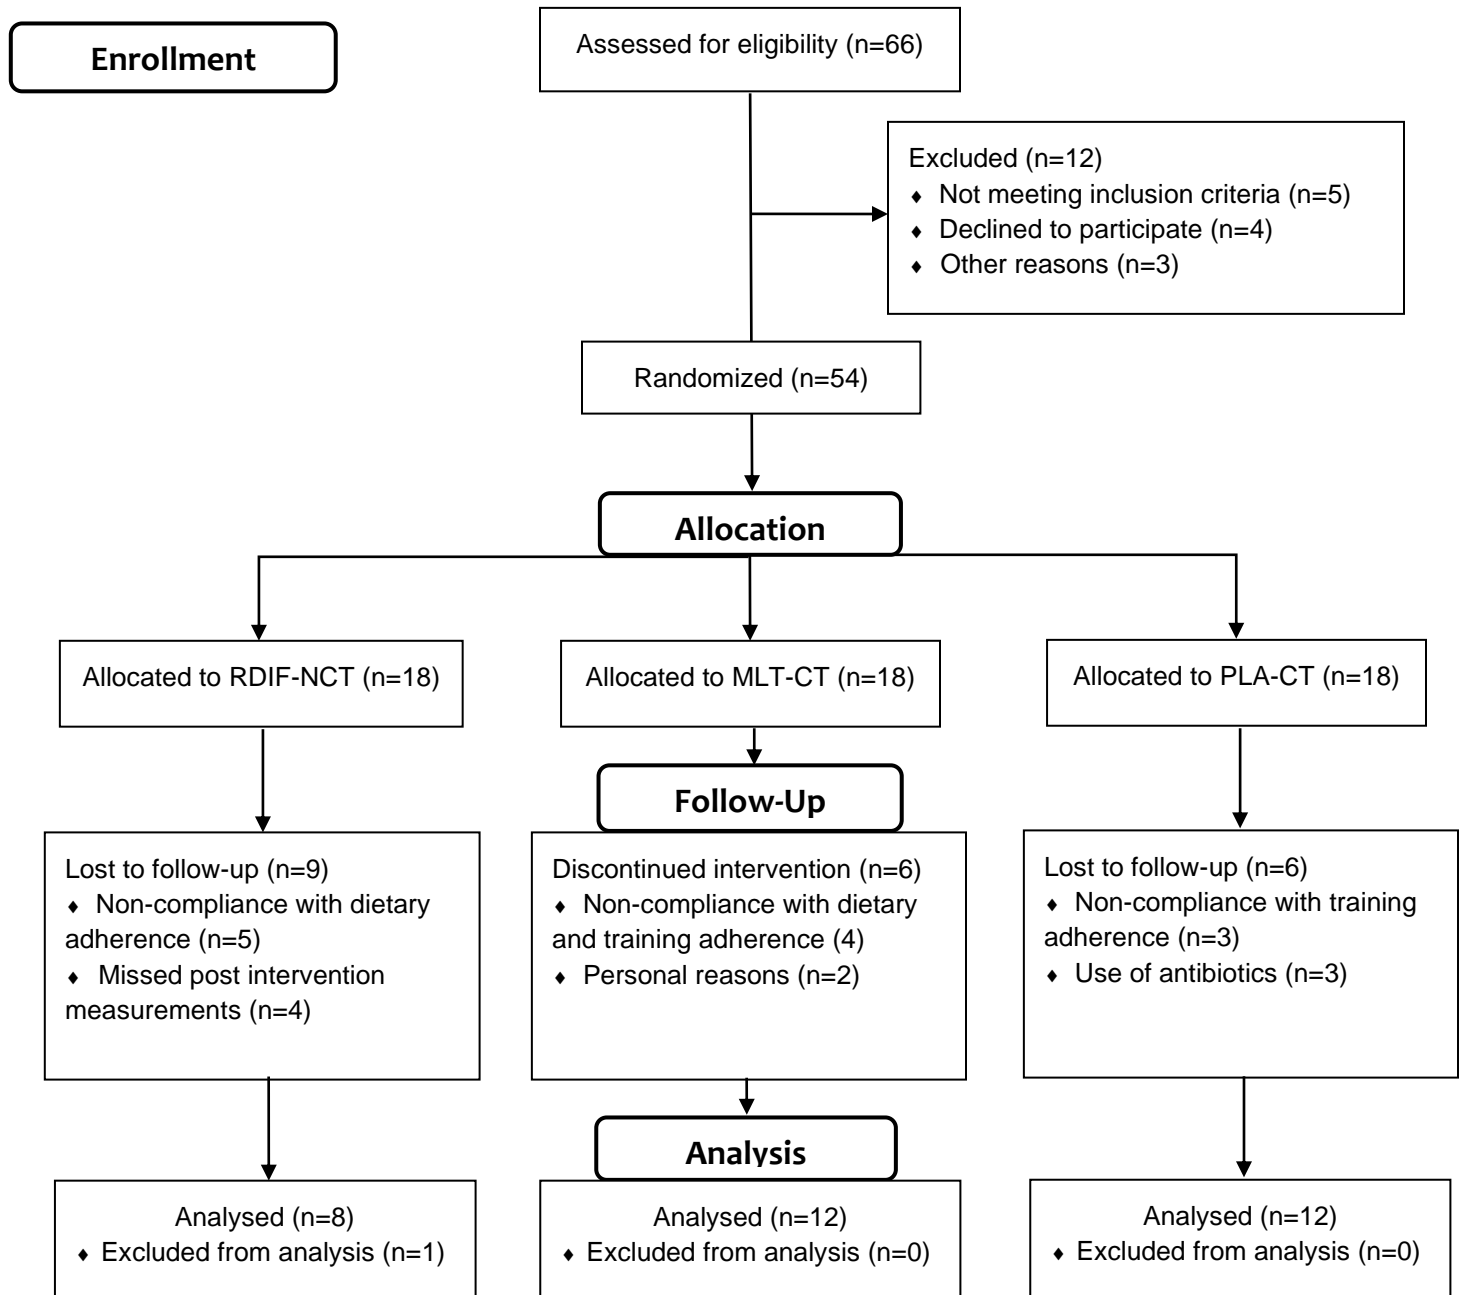 Enrollment
Assessed for eligibility (n=66)
Excluded (n=12)
♦ Not meeting inclusion criteria (n=5)
♦ Declined to participate (n=4)
♦ Other reasons (n=3)
Randomized (n=54)
Allocation
Allocated to RDIF-NCT (n=18)
Allocated to MLT-CT (n=18)
Allocated to PLA-CT (n=18)
Follow-Up
Lost to follow-up (n=9)
♦ Non-compliance with dietary
adherence (n=5)
♦ Missed post intervention
measurements (n=4)
Discontinued intervention (n=6)
♦ Non-compliance with dietary
and training adherence (4)
♦ Personal reasons (n=2)
Lost to follow-up (n=6)
♦ Non-compliance with training
adherence (n=3)
♦ Use of antibiotics (n=3)
Analysis
Analysed (n=8)
♦ Excluded from analysis (n=1)
Analysed (n=12)
♦ Excluded from analysis (n=0)
Analysed (n=12)
♦ Excluded from analysis (n=0)